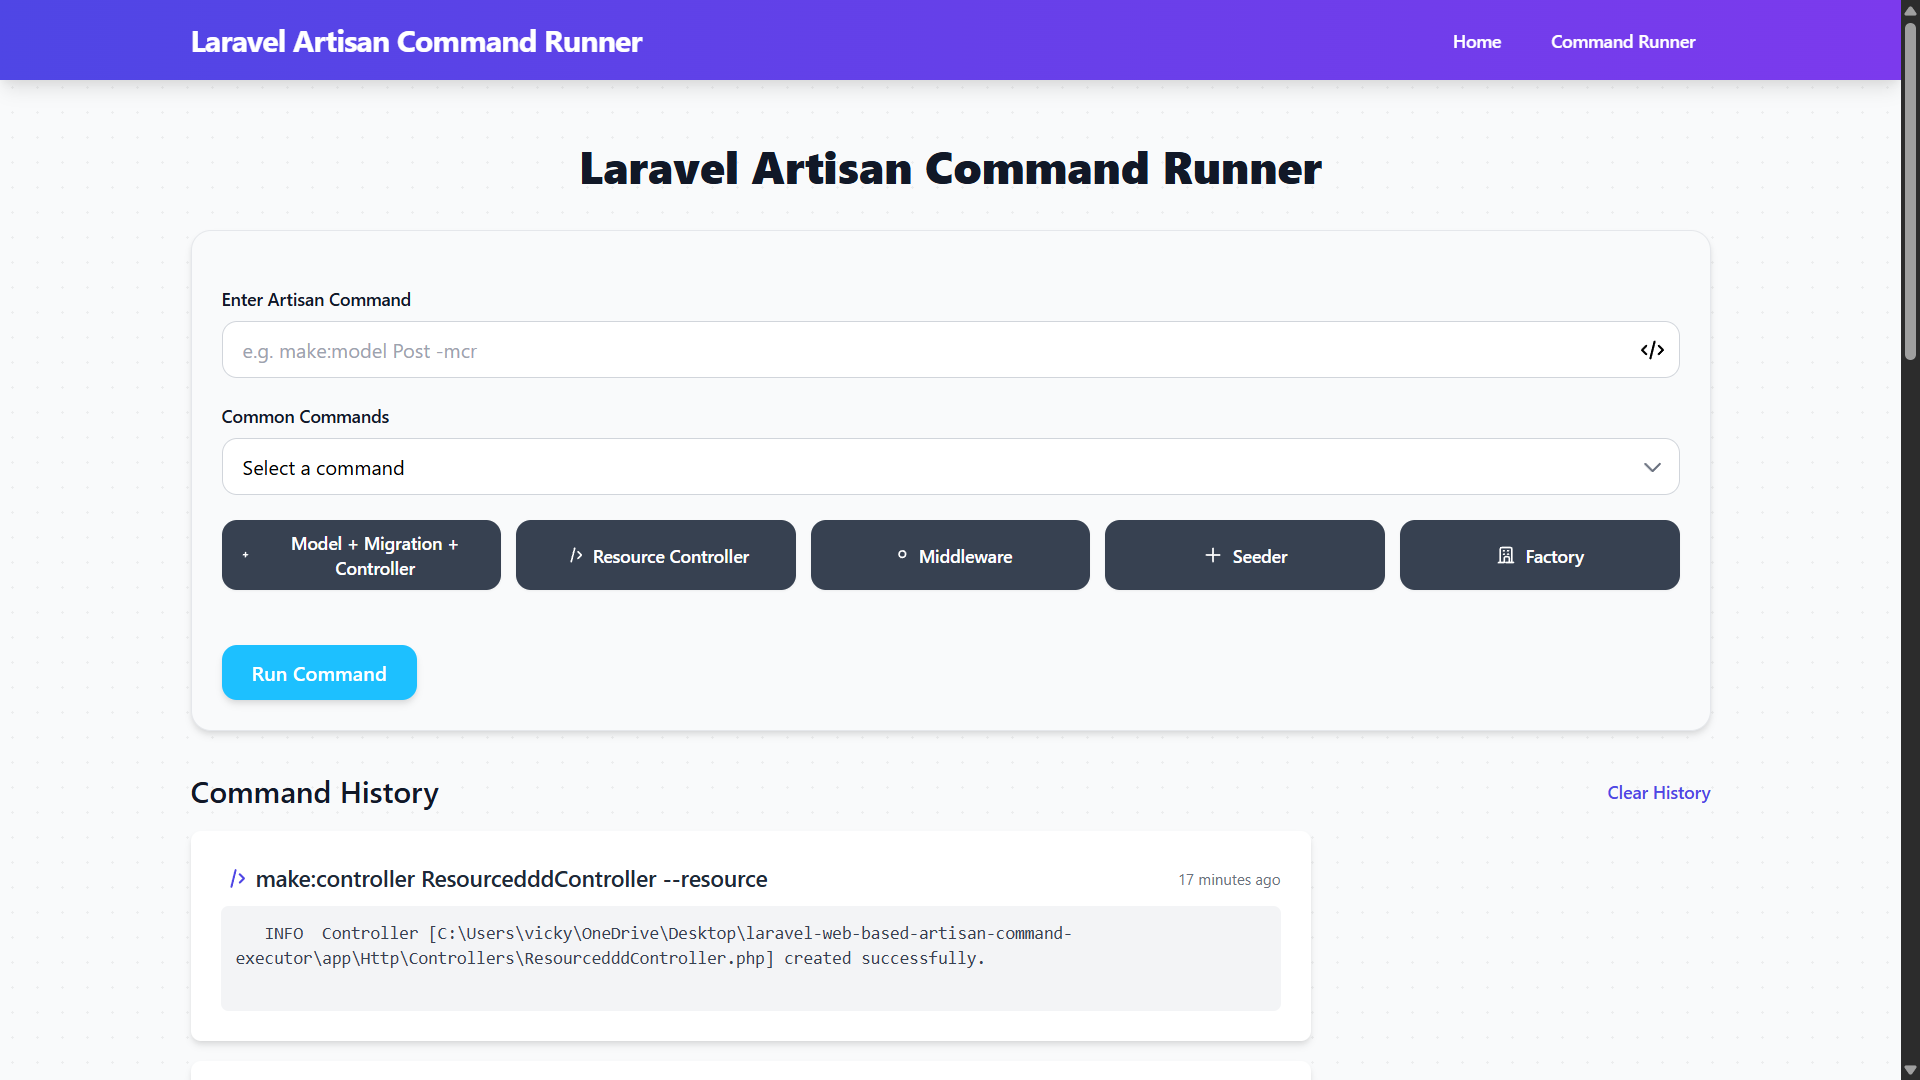 Laravel Artisan Command Runner
Home
Command Runner
Laravel Artisan Command Runner
Enter Artisan Command
e.g. make:model Post -mcr
Common Commands
Select a command
Model + Migration +
Controller
Resource Controller
Middleware
Seeder
Factory
Run Command
Command History
Clear History
make:controller ResourcedddController --resource
17 minutes ago
INFO  Controller [C:\Users\vicky\OneDrive\Desktop\laravel-web-based-artisan-command-
executor\app\Http\Controllers\ResourcedddController.php] created successfully.